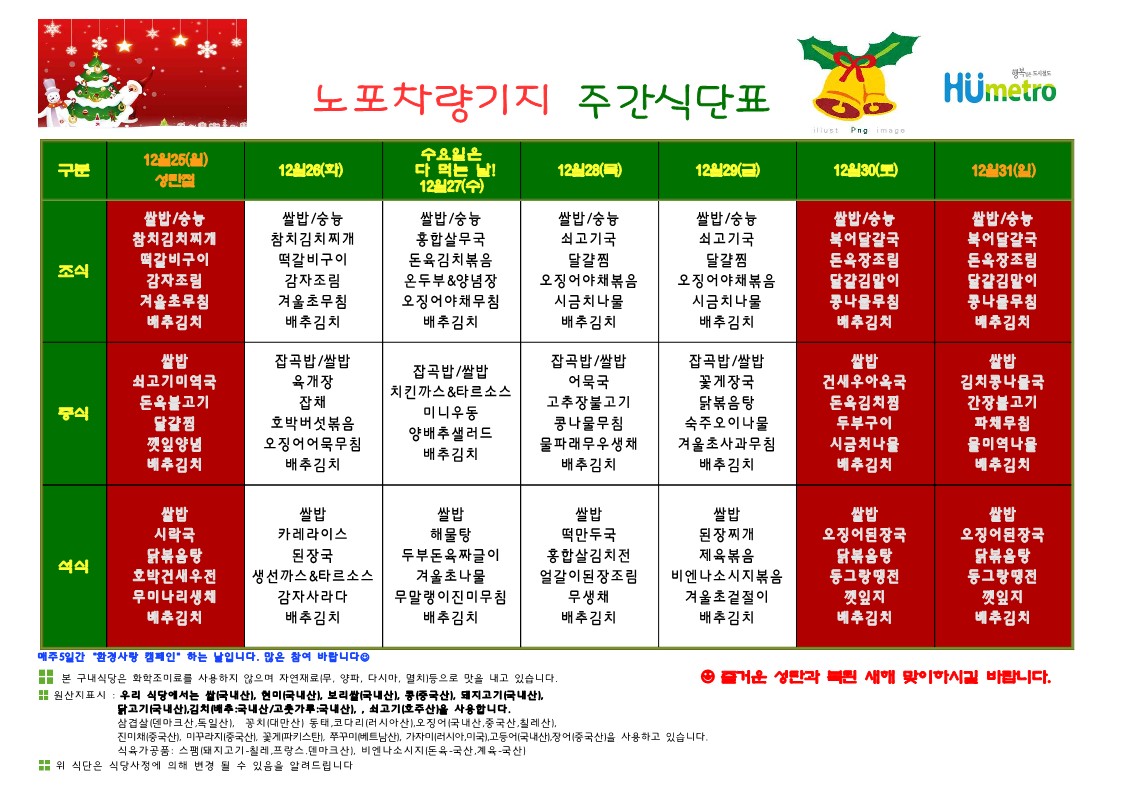 노포차량기지 주간식단표
illust Png image
행복을 잇는 도시철도
Hümetro
구분
12월25(월)
성탄절
12월26(화)
수요일은
다 먹는 날!
12월27(수)
12월28(목)
12월29(금)
12월30(토)
12월31(일)
조식
쌀밥/숭늉
참치김치찌개
떡갈비구이
감자조림
겨울초무침
배추김치
쌀밥/숭늉
참치김치찌개
떡갈비구이
감자조림
겨울초무침
배추김치
쌀밥/숭늉
홍합살무국
돈육김치볶음
온두부&양념장
오징어야채무침
배추김치
쌀밥/숭늉
쇠고기국
달걀찜
오징어야채볶음
시금치나물
배추김치
쌀밥/숭늉
쇠고기국
달걀찜
오징어야채볶음
시금치나물
배추김치
쌀밥/숭늉
북어달걀국
돈육장조림
달걀김말이
콩나물무침
배추김치
쌀밥/숭늉
북어달걀국
돈육장조림
달걀김말이
콩나물무침
배추김치
중식
쌀밥
쇠고기미역국
돈육불고기
달걀찜
깻잎양념
배추김치
잡곡밥/쌀밥
육개장
잡채
호박버섯볶음
오징어어묵무침
배추김치
잡곡밥/쌀밥
치킨까스&타르소스
미니우동
양배추샐러드
배추김치
잡곡밥/쌀밥
어묵국
고추장불고기
콩나물무침
물파래무우생채
배추김치
잡곡밥/쌀밥
꽃게장국
닭볶음탕
숙주오이나물
겨울초사과무침
배추김치
쌀밥
건새우아욱국
돈육김치찜
두부구이
시금치나물
배추김치
쌀밥
김치콩나물국
간장불고기
파채무침
물미역나물
배추김치
석식
쌀밥
시락국
닭볶음탕
호박건새우전
무미나리생채
배추김치
쌀밥
카레라이스
된장국
생선까스&타르소스
감자사라다
배추김치
쌀밥
해물탕
두부돈육짜글이
겨울초나물
무말랭이진미무침
배추김치
쌀밥
떡만두국
홍합살김치전
얼갈이된장조림
무생채
배추김치
쌀밥
된장찌개
제육볶음
비엔나소시지볶음
겨울초겉절이
배추김치
쌀밥
오징어된장국
닭볶음탕
동그랑땡전
깻잎지
배추김치
쌀밥
오징어된장국
닭볶음탕
동그랑땡전
깻잎지
배추김치
매주5일간 "환경사랑 캠페인" 하는 날입니다. 많은 참여 바랍니다☺
본 구내식당은 화학조미료를 사용하지 않으며 자연재료(무, 양파, 다시마, 멸치)등으로 맛을 내고 있습니다.
☺ 즐거운 성탄과 복된 새해 맞이하시길 바랍니다.
원산지표시 : 우리 식당에서는 쌀(국내산), 현미(국내산), 보리쌀(국내산), 콩(중국산), 돼지고기(국내산),
닭고기(국내산),김치(배추:국내산/고춧가루:국내산), , 쇠고기(호주산)을 사용합니다.
삼겹살(덴마크산,독일산), 꽁치(대만산) 동태,코다리(러시아산),오징어(국내산,중국산,칠레산),
진미채(중국산), 미꾸라지(중국산), 꽃게(파키스탄), 쭈꾸미(베트남산), 가자미(러시아,미국),고등어(국내산),장어(중국산)을 사용하고 있습니다.
식육가공품: 스팸(돼지고기-칠레,프랑스.덴마크산), 비엔나소시지(돈육-국산,계육-국산)
위 식단은 식당사정에 의해 변경 될 수 있음을 알려드립니다